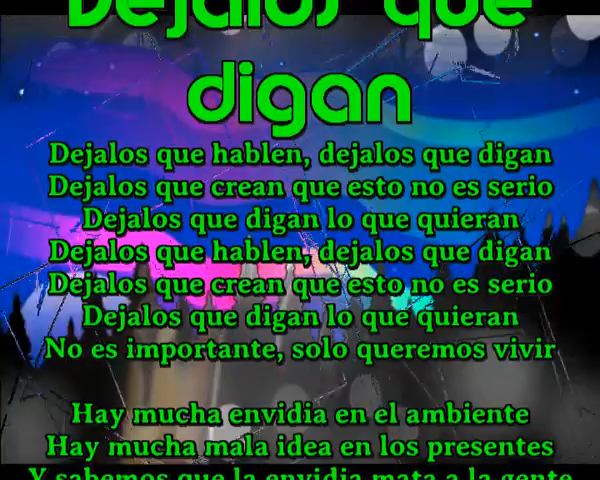 Dejalos que
digan
Dejalos que hablen, dejalos que digan
Dejalos que crean que esto no es serio
Dejalos que digan lo que quieran
Dejalos que hablen, dejalos que digan
Dejalos que crean que esto no es serio
Dejalos que digan lo que quieran
No es importante, solo queremos vivir
Hay mucha envidia en el ambiente
Hay mucha mala idea en los presentes
Y sabemos que la envidia mata a la gente